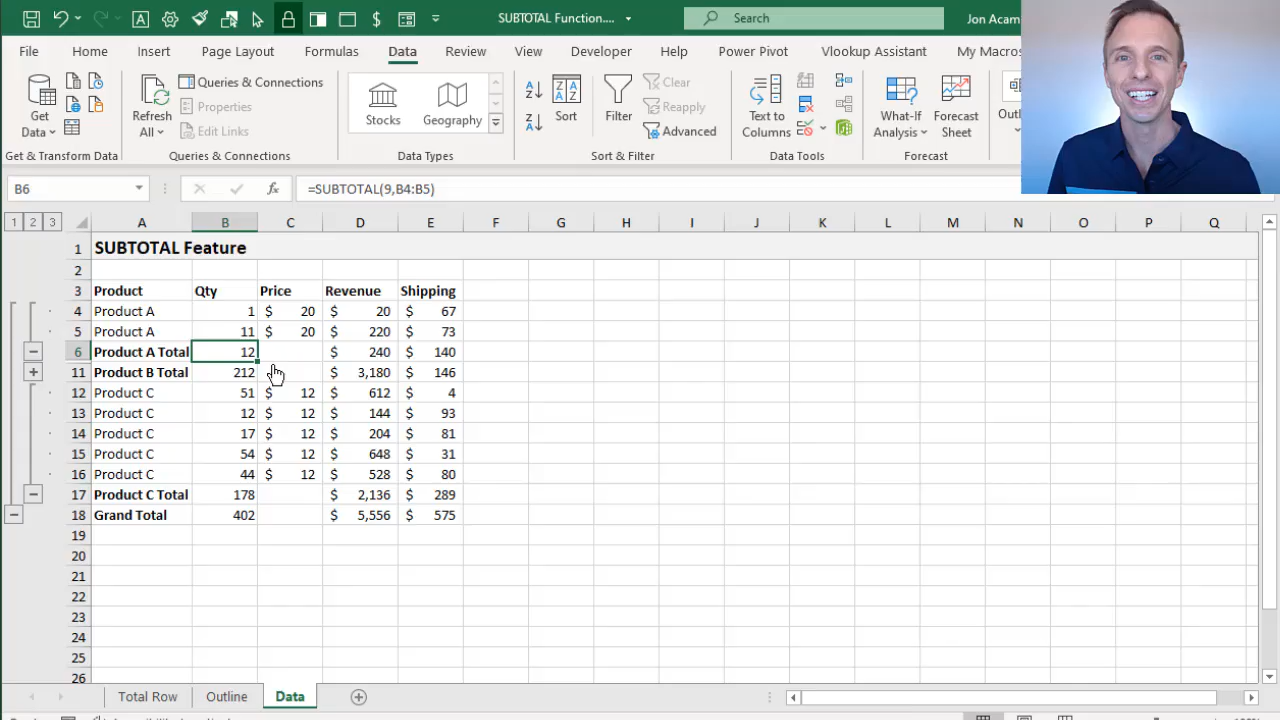 SUBTOTAL Function....
Search
Jon Acam
File Home Insert Page Layout Formulas Data Review View Developer Help Power Pivot Vlookup Assistant My Macros
Get Data
Refresh All
Queries & Connections
Properties
Edit Links
Stocks
Geography
Sort
Filter
Clear
Reapply
Advanced
Text to Columns
What-If Analysis
Forecast Sheet
Get & Transform Data Queries & Connections Data Types Sort & Filter Data Tools Forecast
B6 fx =SUBTOTAL(9,B4:B5)
1 2 3 A B C D E F G H I J K L M N O P Q
1 SUBTOTAL Feature
2
3 Product Qty Price Revenue Shipping
4 Product A 1 $ 20 $ 20 $ 67
5 Product A 11 $ 20 $ 220 $ 73
6 Product A Total 12 $ 240 $ 140
11 Product B Total 212 $ 3,180 $ 146
12 Product C 51 $ 12 $ 612 $ 4
13 Product C 12 $ 12 $ 144 $ 93
14 Product C 17 $ 12 $ 204 $ 81
15 Product C 54 $ 12 $ 648 $ 31
16 Product C 44 $ 12 $ 528 $ 80
17 Product C Total 178 $ 2,136 $ 289
18 Grand Total 402 $ 5,556 $ 575
19
20
21
22
23
24
25
26
Total Row Outline Data